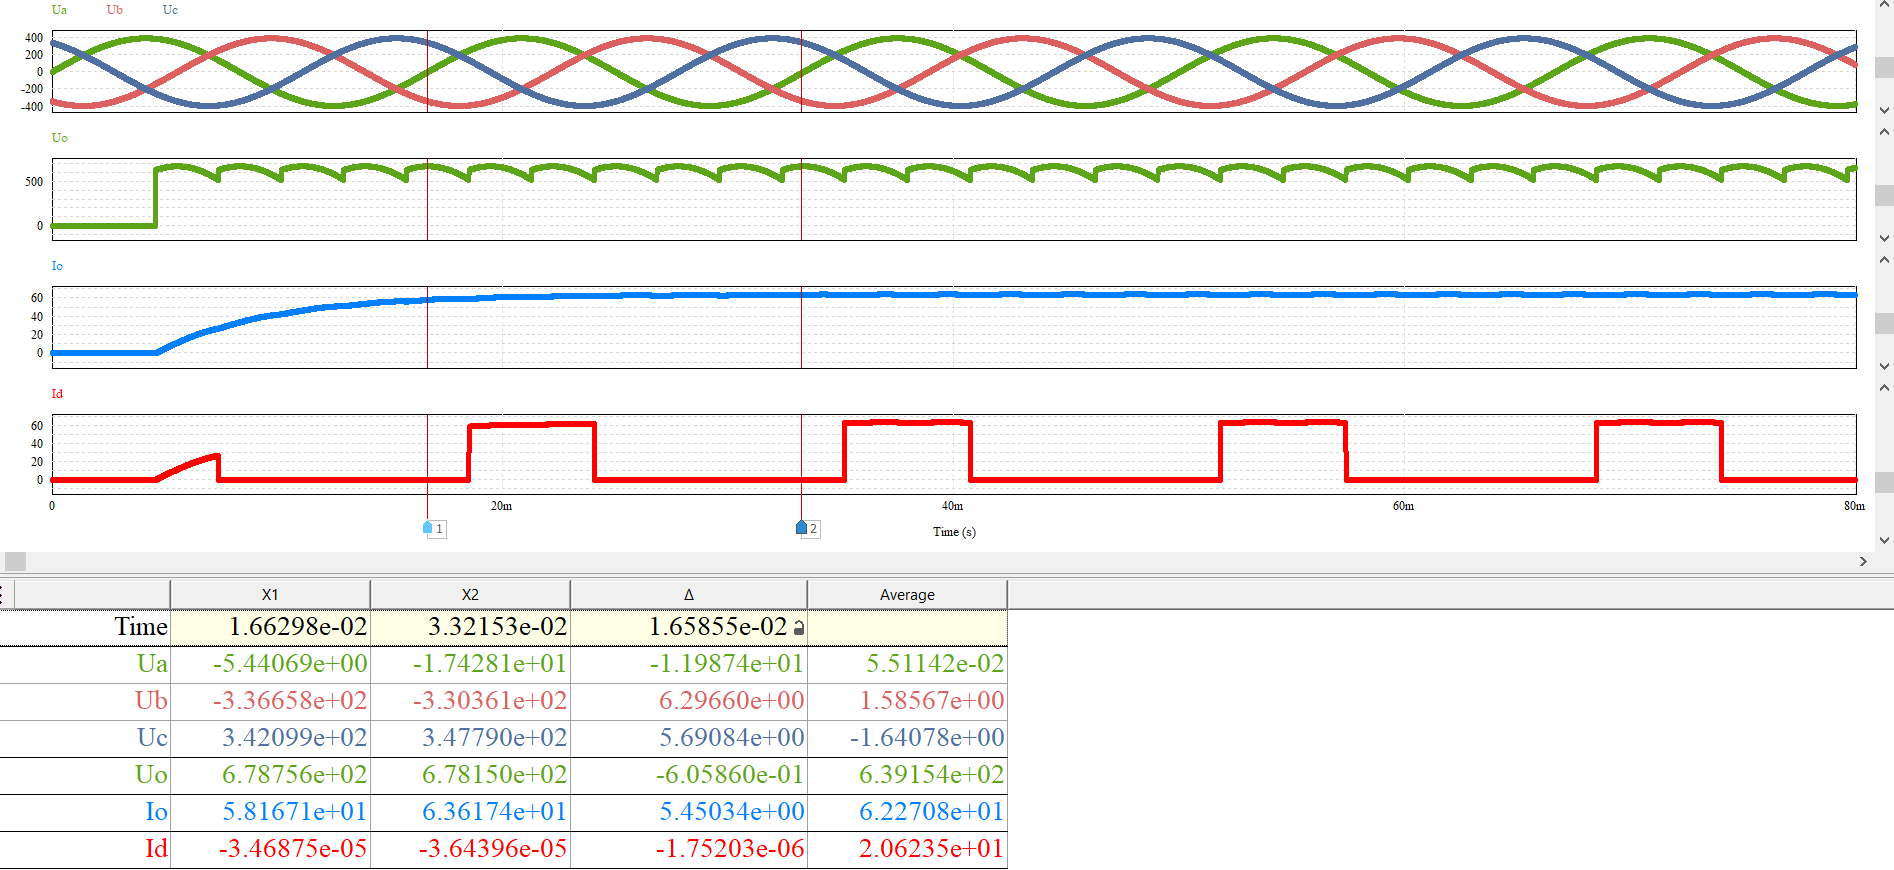 Ua Ub Uc
400
200
0
-200
-400
Uo
500
0
Io
60
40
20
0
Id
60
40
20
0
0 20m 40m 60m 80m
1 2
Time (s)
X1 X2 Δ Average
Time 1.66298e-02 3.32153e-02 1.65855e-02
Ua -5.44069e+00 -1.74281e+01 -1.19874e+01 5.51142e-02
Ub -3.36658e+02 -3.30361e+02 6.29660e+00 1.58567e+00
Uc 3.42099e+02 3.47790e+02 5.69084e+00 -1.64078e+00
Uo 6.78756e+02 6.78150e+02 -6.05860e-01 6.39154e+02
Io 5.81671e+01 6.36174e+01 5.45034e+00 6.22708e+01
Id -3.46875e-05 -3.64396e-05 -1.75203e-06 2.06235e+01